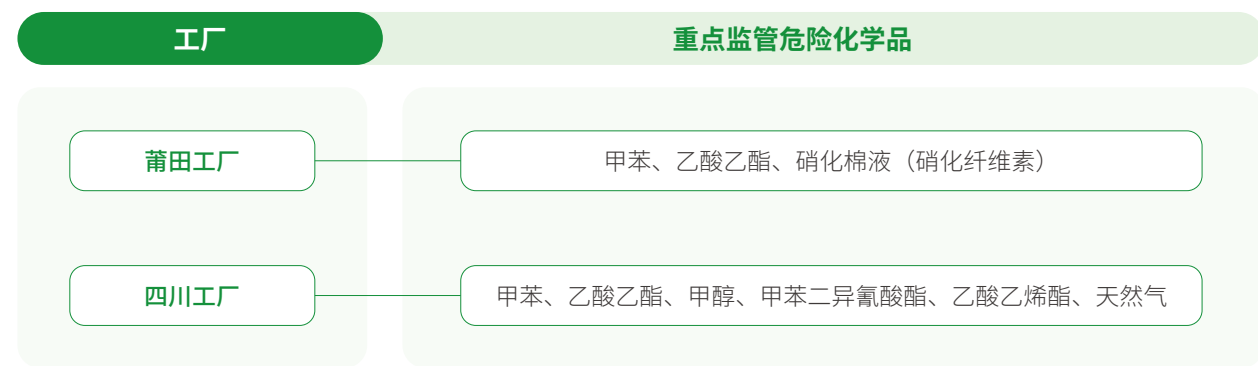 工厂
重点监管危险化学品
莆田工厂
甲苯、乙酸乙酯、硝化棉液（硝化纤维素）
四川工厂
甲苯、乙酸乙酯、甲醇、甲苯二异氰酸酯、乙酸乙烯酯、天然气